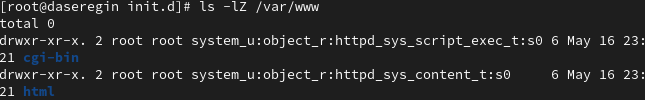 [root@daseregin init.d]# ls -lZ /var/www
total 0
drwxr-xr-x. 2 root root system_u:object_r:httpd_sys_script_exec_t:s0 6 May 16 23:
21 cgi-bin
drwxr-xr-x. 2 root root system_u:object_r:httpd_sys_content_t:s0     6 May 16 23:
21 html